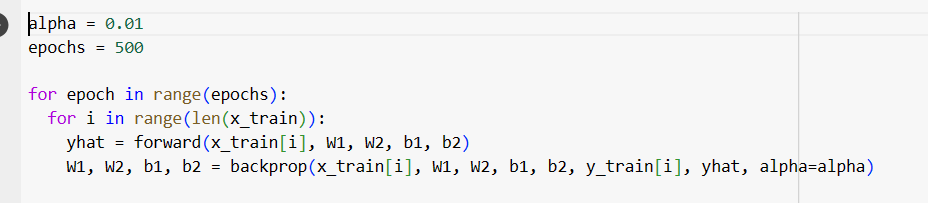 alpha = 0.01
epochs = 500
for epoch in range(epochs):
for i in range(len(x_train)):
yhat = forward(x_train[i], W1, W2, b1, b2)
W1, W2, b1, b2 = backprop(x_train[i], W1, W2, b1, b2, y_train[i], yhat, alpha=alpha)